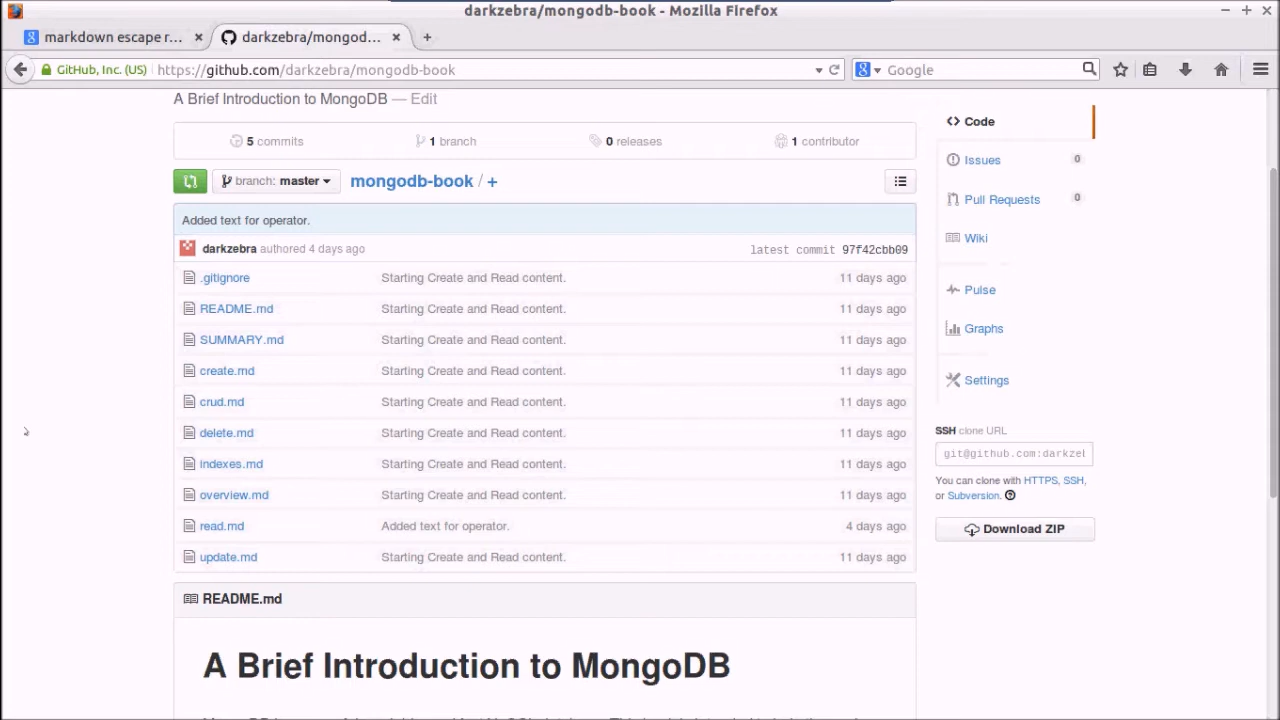 darkzebra/mongodb-book - Mozilla Firefox
markdown escape r...
darkzebra/mongod...
GitHub, Inc. (US)
https://github.com/darkzebra/mongodb-book
Google
A Brief Introduction to MongoDB — Edit
5 commits
1 branch
0 releases
1 contributor
branch: master
mongodb-book / +
Added text for operator.
darkzebra authored 4 days ago
latest commit 97f42cbb09
.gitignore Starting Create and Read content. 11 days ago
README.md Starting Create and Read content. 11 days ago
SUMMARY.md Starting Create and Read content. 11 days ago
create.md Starting Create and Read content. 11 days ago
crud.md Starting Create and Read content. 11 days ago
delete.md Starting Create and Read content. 11 days ago
indexes.md Starting Create and Read content. 11 days ago
overview.md Starting Create and Read content. 11 days ago
read.md Added text for operator. 4 days ago
update.md Starting Create and Read content. 11 days ago
README.md
A Brief Introduction to MongoDB
Code
Issues 0
Pull Requests 0
Wiki
Pulse
Graphs
Settings
SSH clone URL
git@github.com:darkzel
You can clone with HTTPS, SSH,
or Subversion.
Download ZIP